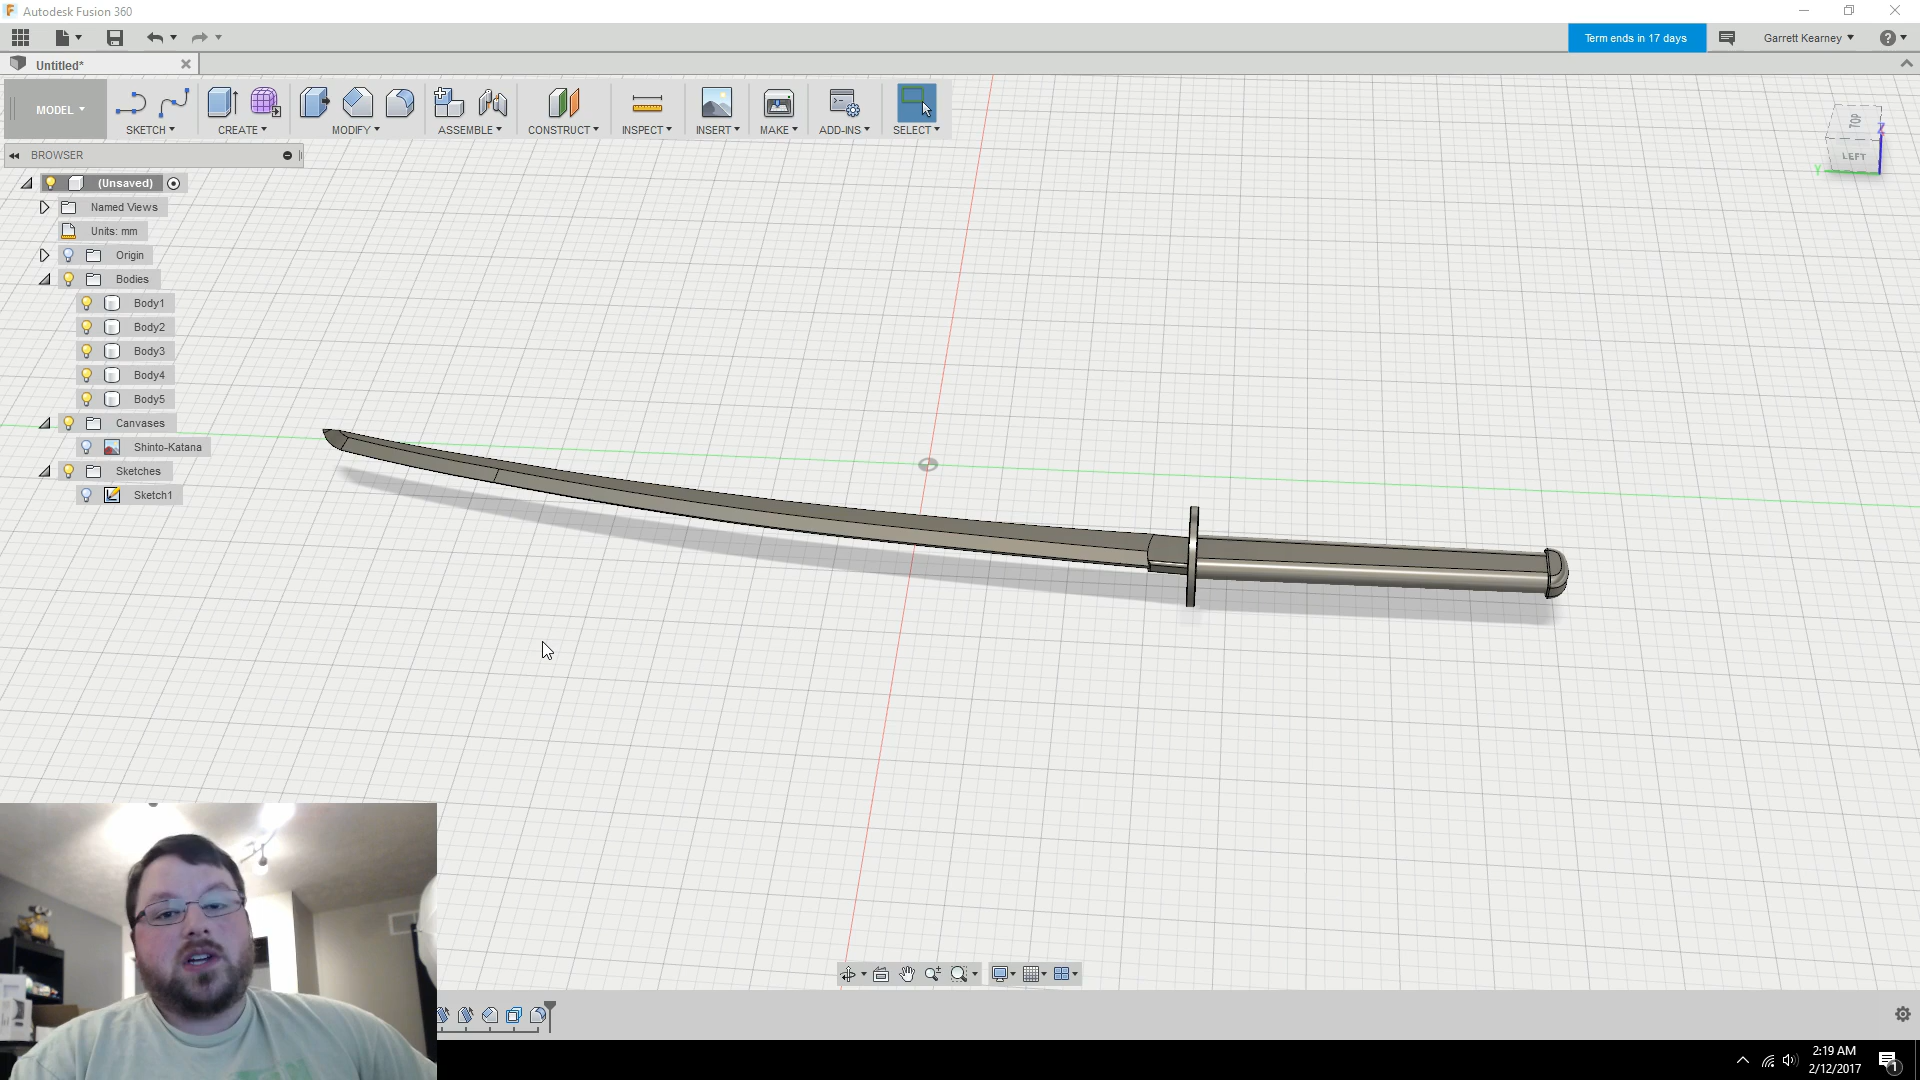 Autodesk Fusion 360
Term ends in 17 days
Garrett Kearney
Untitled*
MODEL
SKETCH
CREATE
MODIFY
ASSEMBLE
CONSTRUCT
INSPECT
INSERT
MAKE
ADD-INS
SELECT
BROWSER
(Unsaved)
Named Views
Units: mm
Origin
Bodies
Body1
Body2
Body3
Body4
Body5
Canvases
Shinto-Katana
Sketches
Sketch1
TOP
LEFT
Z
Y
2:19 AM
2/12/2017
1